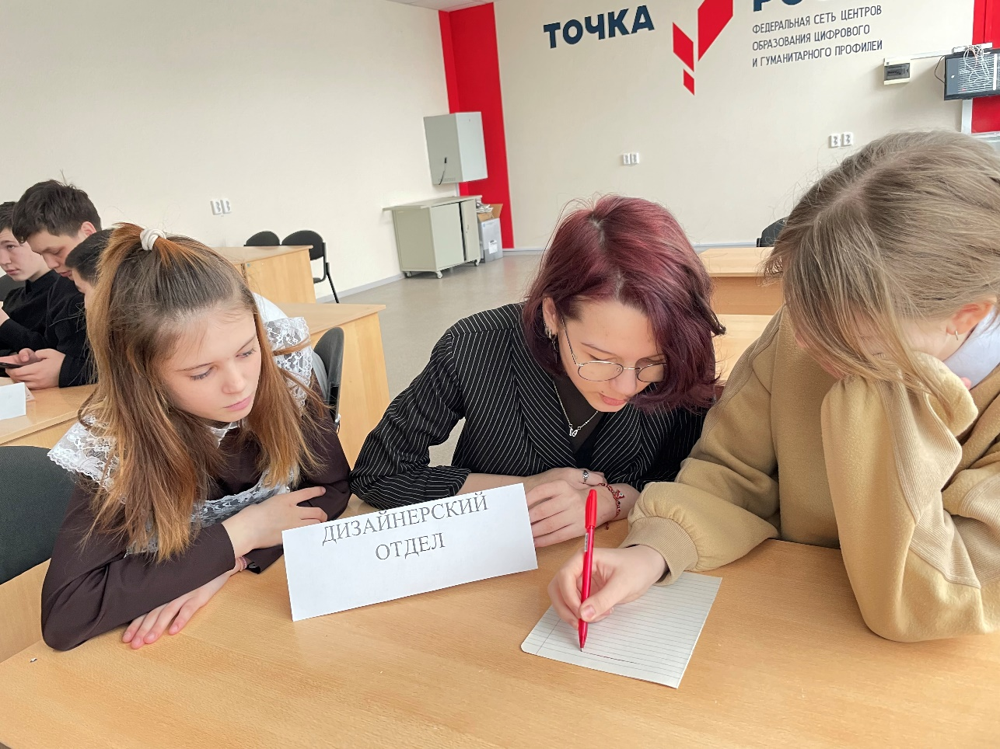 ТОЧКА
ФЕДЕРАЛЬНАЯ СЕТЬ ЦЕНТРОВ
ОБРАЗОВАНИЯ ЦИФРОВОГО
И ГУМАНИТАРНОГО ПРОФИЛЕЙ
ДИЗАЙНЕРСКИЙ
ОТДЕЛ